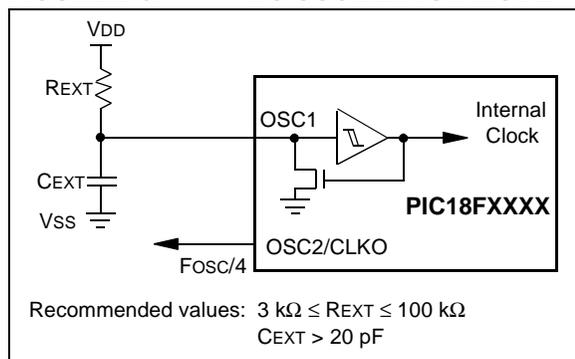 VDD
REXT
OSC1
Internal
Clock
CEXT
VSS
PIC18FXXXX
OSC2/CLKO
FOSC/4
Recommended values: 3 kΩ ≤ REXT ≤ 100 kΩ
CEXT > 20 pF